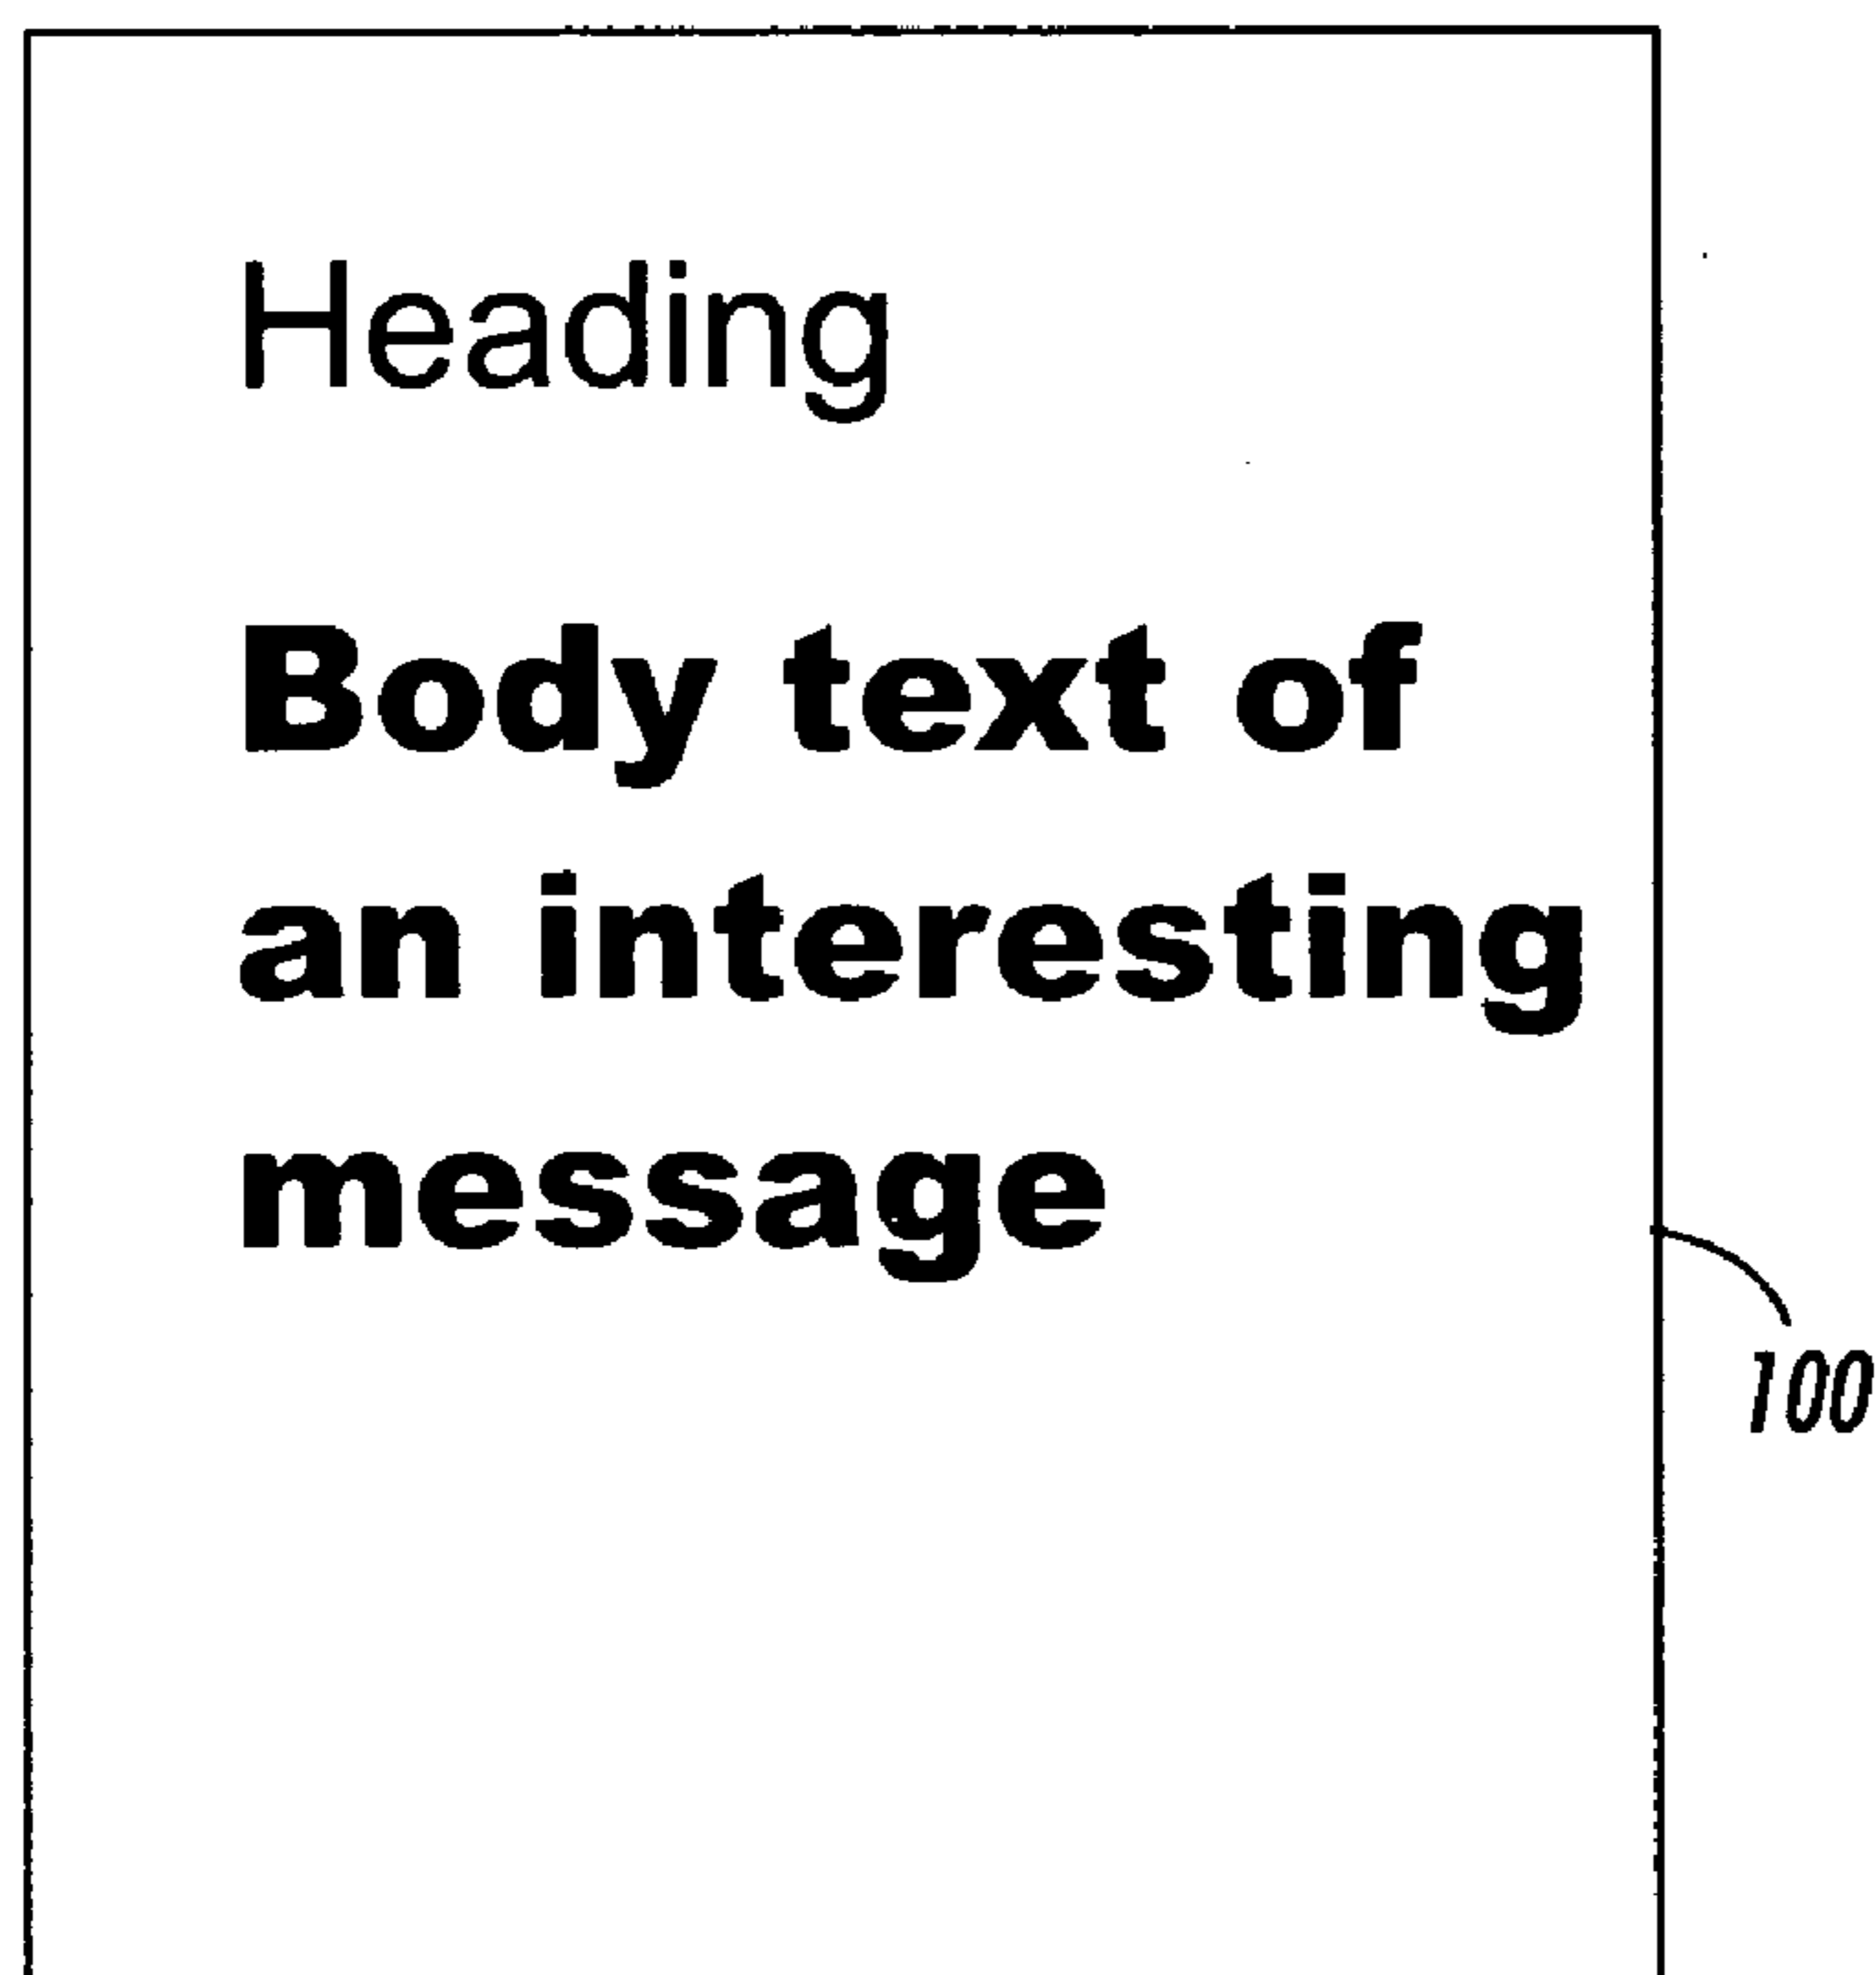 Heading
Body text of
an interesting
message
100